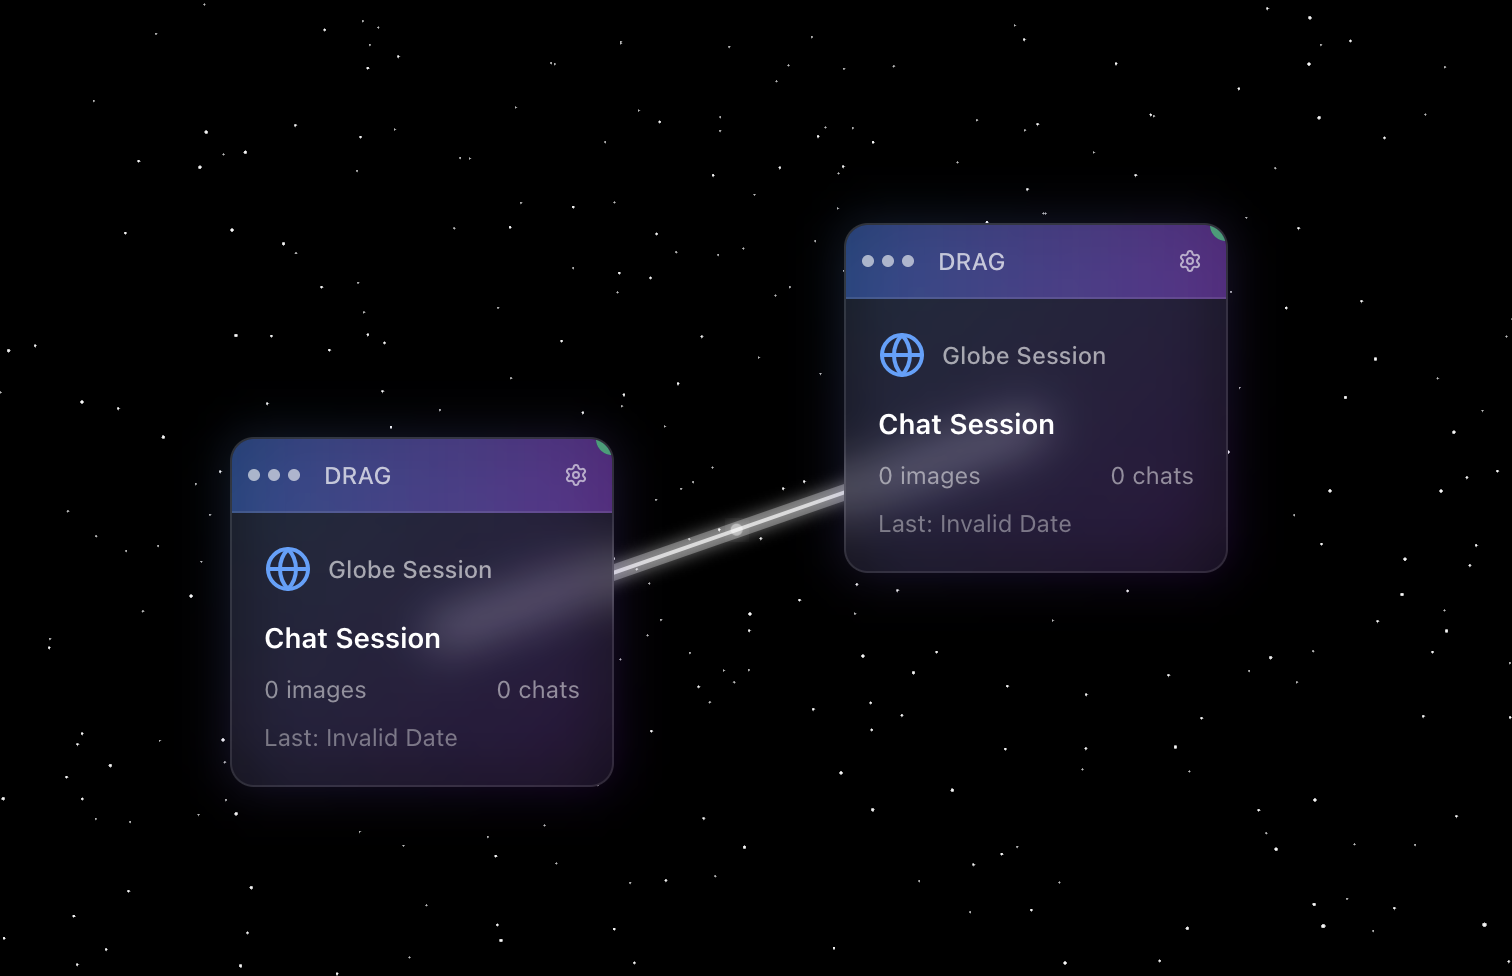 DRAG
Globe Session
Chat Session
0 images 0 chats
Last: Invalid Date
DRAG
Globe Session
Chat Session
0 images 0 chats
Last: Invalid Date